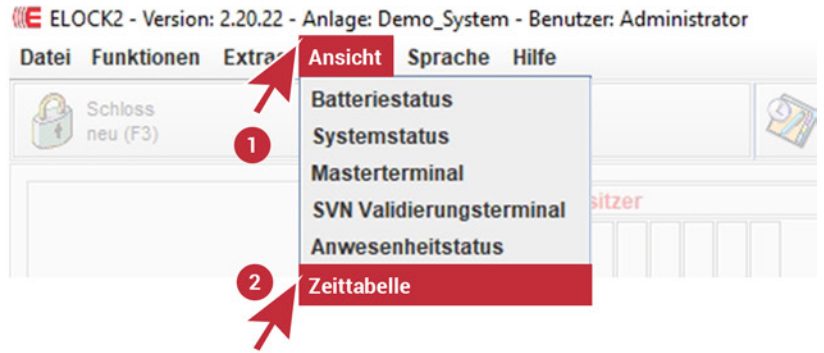 ELOCK2 - Version: 2.20.22 - Anlage: Demo_System - Benutzer: Administrator
Datei Funktionen Extras Ansicht Sprache Hilfe
Schloss
neu (F3)
Batteriestatus
1
Systemstatus
Masterterminal
SVN Validierungsterminal
sitzer
Anwesenheitstatus
2
Zeittabelle